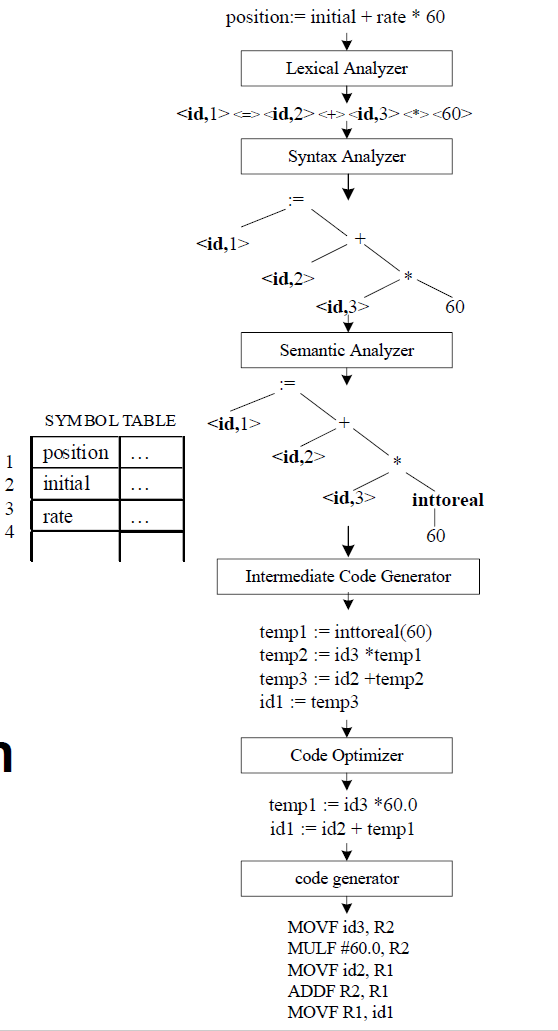 position:= initial + rate * 60
Lexical Analyzer
<id,1> <=> <id,2> <+> <id,3> <*> <60>
Syntax Analyzer
:=
<id,1>
+
<id,2>
*
<id,3>
60
Semantic Analyzer
:=
<id,1>
+
<id,2>
*
<id,3>
inttoreal
60
SYMBOL TABLE
1 position ...
2 initial ...
3 rate ...
4
Intermediate Code Generator
temp1 := inttoreal(60)
temp2 := id3 *temp1
temp3 := id2 +temp2
id1 := temp3
n
Code Optimizer
temp1 := id3 *60.0
id1 := id2 + temp1
code generator
MOVF id3, R2
MULF #60.0, R2
MOVF id2, R1
ADDF R2, R1
MOVF R1, id1